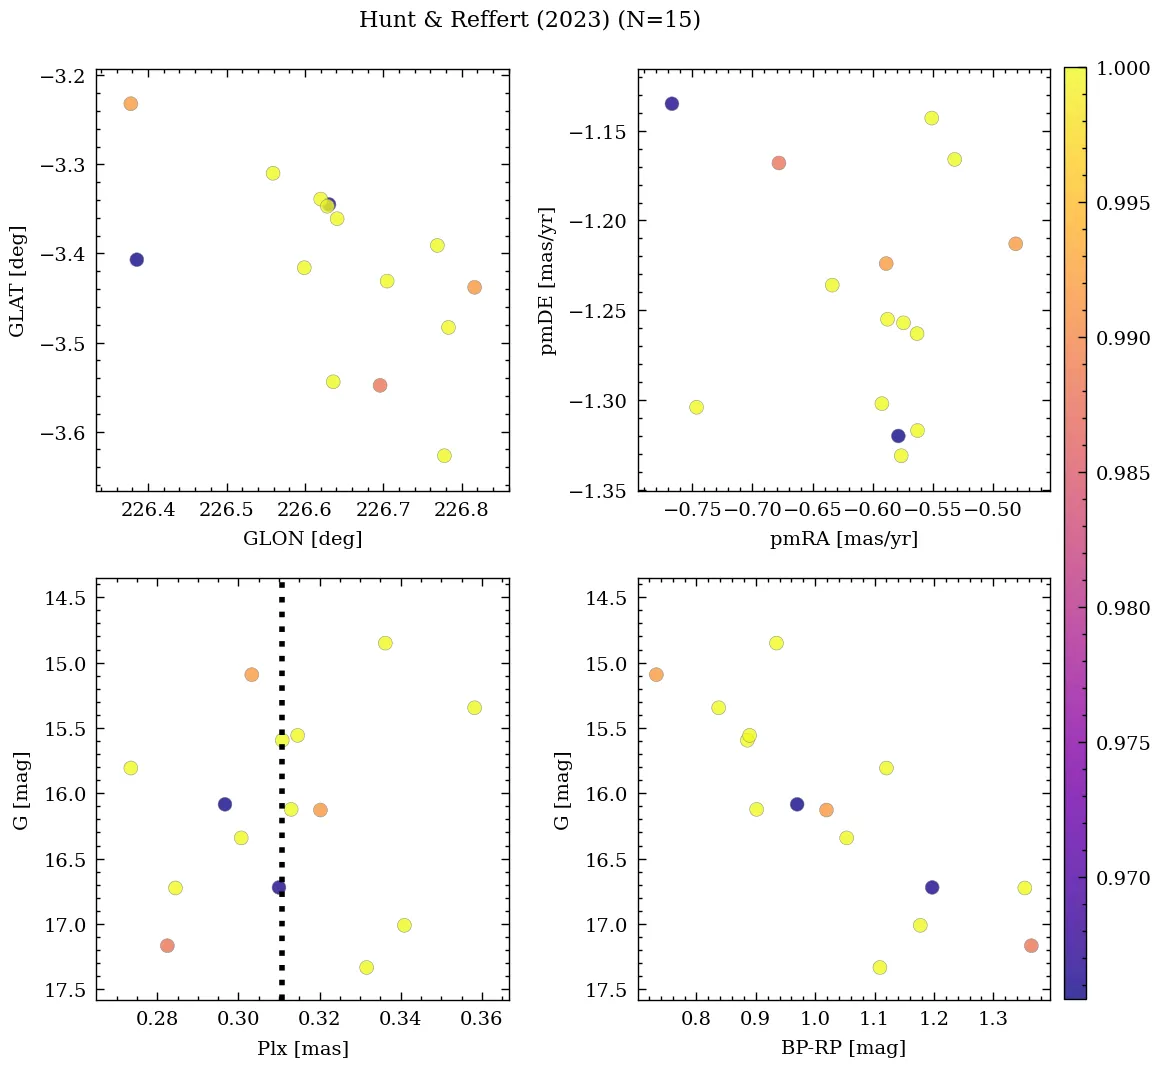 Hunt & Reffert (2023) (N=15)
−3.2
−3.3
−3.4
−3.5
−3.6
GLAT [deg]
226.4 226.5 226.6 226.7 226.8
GLON [deg]
−1.15
−1.20
−1.25
−1.30
−1.35
pmDE [mas/yr]
−0.75 −0.70 −0.65 −0.60 −0.55 −0.50
pmRA [mas/yr]
14.5
15.0
15.5
16.0
16.5
17.0
17.5
G [mag]
0.28 0.30 0.32 0.34 0.36
Plx [mas]
14.5
15.0
15.5
16.0
16.5
17.0
17.5
G [mag]
0.8 0.9 1.0 1.1 1.2 1.3
BP-RP [mag]
1.000
0.995
0.990
0.985
0.980
0.975
0.970